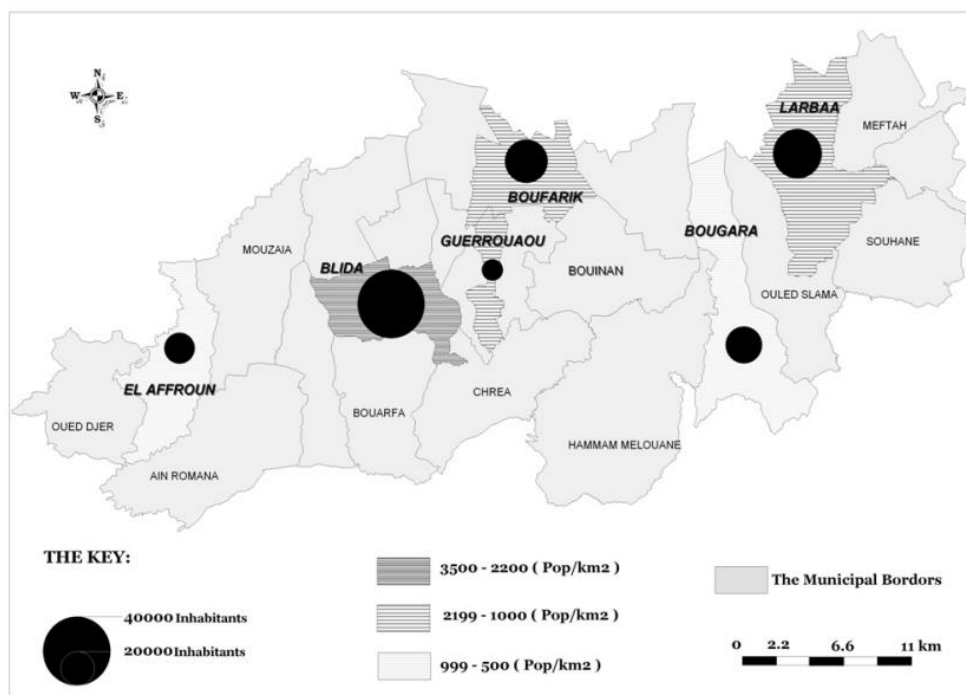 N
W E
S
LARBAA
MEFTAH
BOUFARIK
GUERROUAOU
BOUGARA
MOUZAIA
SOUHANE
BLIDA
BOUINAN
OULED SLAMA
EL AFFROUN
CHREA
BOUARFA
OUED DJER
HAMMAM MELOUANE
AIN ROMANA
THE KEY:
40000 Inhabitants
20000 Inhabitants
3500 - 2200 ( Pop/km2 )
2199 - 1000 ( Pop/km2 )
999 - 500 ( Pop/km2 )
The Municipal Bordors
0 2.2 6.6 11 km